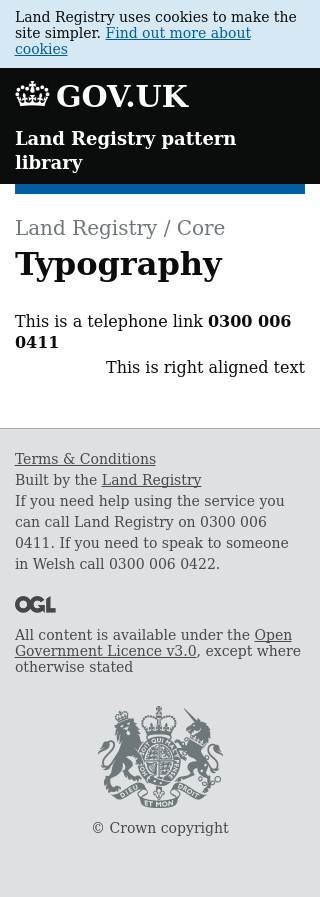 Land Registry uses cookies to make the
site simpler. Find out more about
cookies
GOV.UK
Land Registry pattern
library
Land Registry / Core
Typography
This is a telephone link 0300 006
0411
This is right aligned text
Terms & Conditions
Built by the Land Registry
If you need help using the service you
can call Land Registry on 0300 006
0411. If you need to speak to someone
in Welsh call 0300 006 0422.
OGL
All content is available under the Open
Government Licence v3.0, except where
otherwise stated
DIEU ET MON DROIT
© Crown copyright